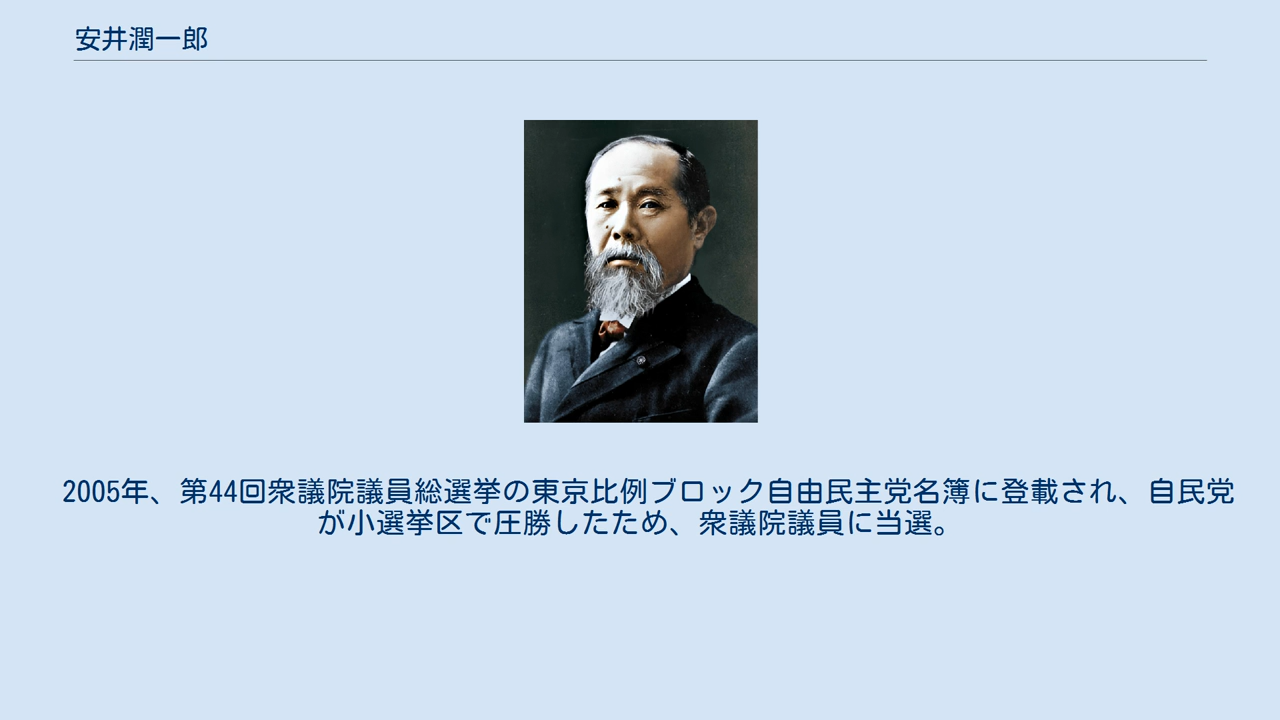 安井潤一郎
2005年、第44回衆議院議員総選挙の東京比例ブロック自由民主党名簿に登載され、自民党
が小選挙区で圧勝したため、衆議院議員に当選。